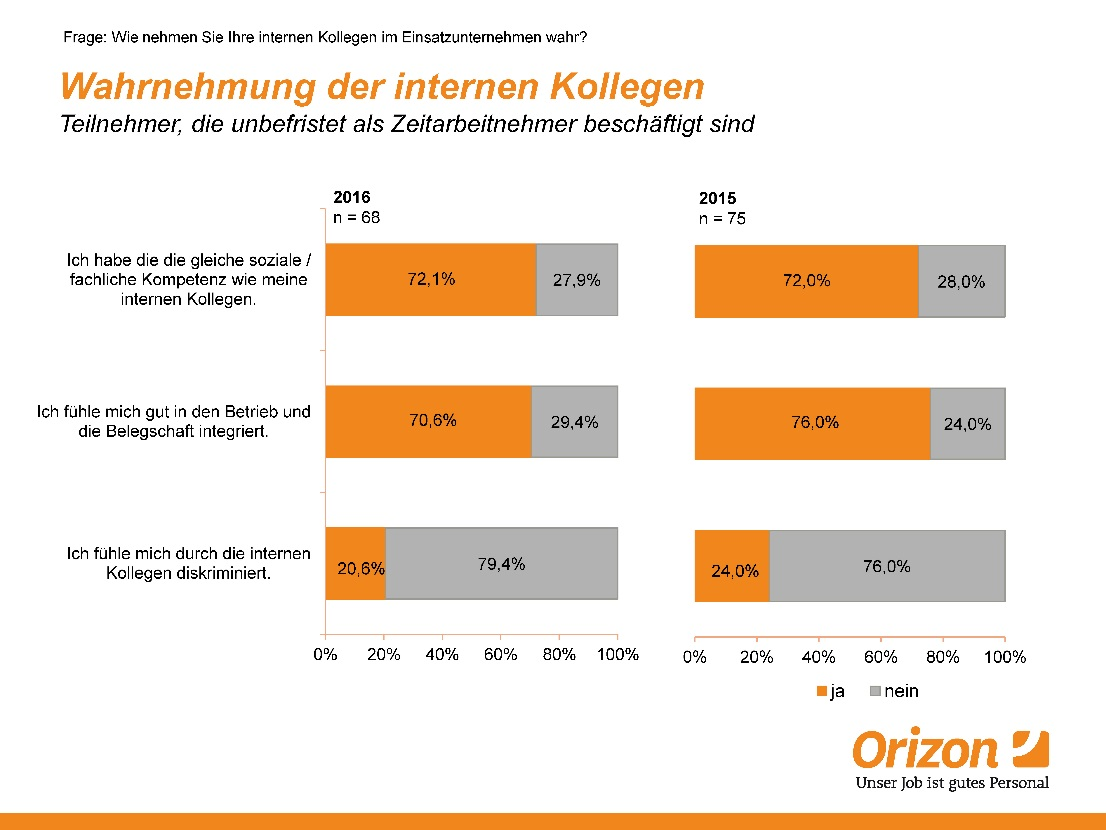 Frage: Wie nehmen Sie Ihre internen Kollegen im Einsatzunternehmen wahr?
Wahrnehmung der internen Kollegen
Teilnehmer, die unbefristet als Zeitarbeitnehmer beschäftigt sind
2016
n = 68
2015
n = 75
Ich habe die die gleiche soziale /
fachliche Kompetenz wie meine
internen Kollegen.
72,1%
27,9%
72,0%
28,0%
Ich fühle mich gut in den Betrieb und
die Belegschaft integriert.
70,6%
29,4%
76,0%
24,0%
Ich fühle mich durch die internen
Kollegen diskriminiert.
20,6%
79,4%
24,0%
76,0%
0% 20% 40% 60% 80% 100%
0% 20% 40% 60% 80% 100%
ja nein
Orizon
Unser Job ist gutes Personal